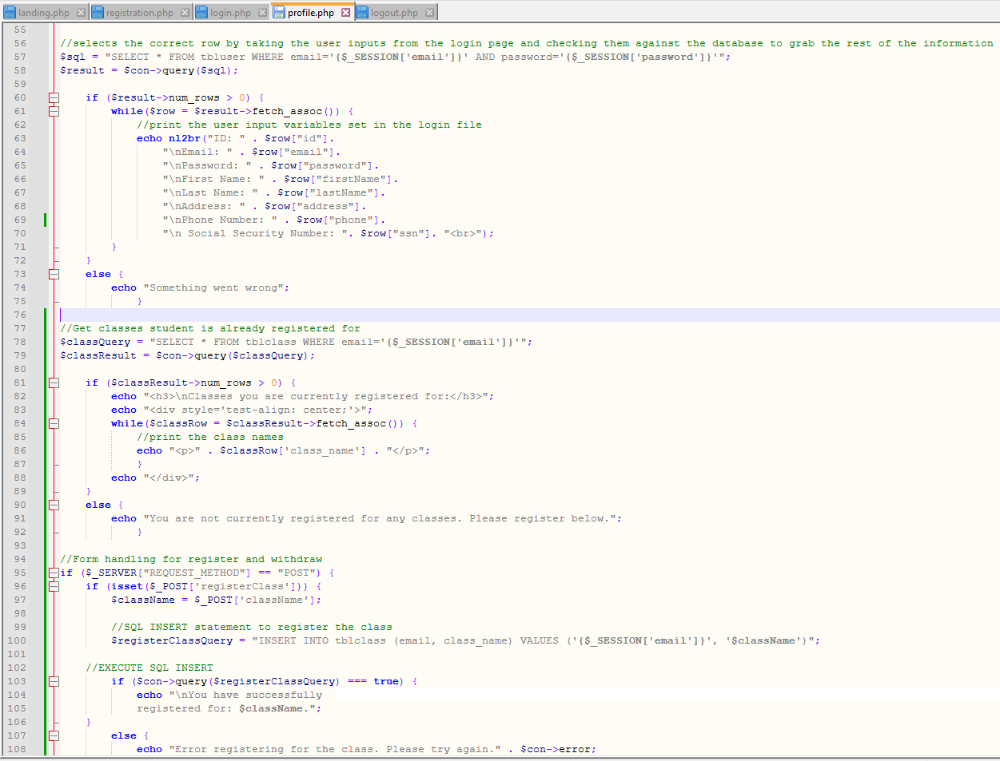 landing.php registration.php login.php profile.php logout.php
55
56 //selects the correct row by taking the user inputs from the login page and checking them against the database to grab the rest of the information
57 $sql = "SELECT * FROM tbluser WHERE email='{$_SESSION['email']}' AND password='{$_SESSION['password']}'";
58 $result = $con->query($sql);
59
60 if ($result->num_rows > 0) {
61 while($row = $result->fetch_assoc()) {
62 //print the user input variables set in the login file
63 echo nl2br("ID: " . $row["id"].
64 "\nEmail: " . $row["email"].
65 "\nPassword: " . $row["password"].
66 "\nFirst Name: " . $row["firstName"].
67 "\nLast Name: " . $row["lastName"].
68 "\nAddress: " . $row["address"].
69 "\nPhone Number: " . $row["phone"].
70 "\n Social Security Number: ". $row["ssn"]. "<br>");
71 }
72 }
73 else {
74 echo "Something went wrong";
75 }
76
77 //Get classes student is already registered for
78 $classQuery = "SELECT * FROM tblclass WHERE email='{$_SESSION['email']}'";
79 $classResult = $con->query($classQuery);
80
81 if ($classResult->num_rows > 0) {
82 echo "<h3>\nClasses you are currently registered for:</h3>";
83 echo "<div style='test-align: center;'>";
84 while($classRow = $classResult->fetch_assoc()) {
85 //print the class names
86 echo "<p>" . $classRow['class_name'] . "</p>";
87 }
88 echo "</div>";
89 }
90 else {
91 echo "You are not currently registered for any classes. Please register below.";
92 }
93
94 //Form handling for register and withdraw
95 if ($_SERVER["REQUEST_METHOD"] == "POST") {
96 if (isset($_POST['registerClass'])) {
97 $className = $_POST['className'];
98
99 //SQL INSERT statement to register the class
100 $registerClassQuery = "INSERT INTO tblclass (email, class_name) VALUES ('{$_SESSION['email']}', '$className')";
101
102 //EXECUTE SQL INSERT
103 if ($con->query($registerClassQuery) === true) {
104 echo "\nYou have successfully
105 registered for: $className.";
106 }
107 else {
108 echo "Error registering for the class. Please try again." . $con->error;